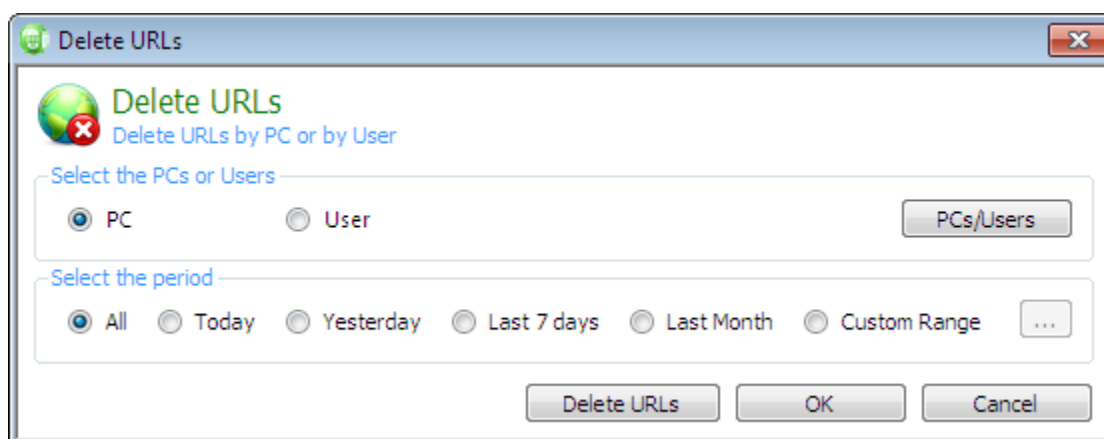 Delete URLs
Delete URLs
Delete URLs by PC or by User
Select the PCs or Users
PC User PCs/Users
Select the period
All Today Yesterday Last 7 days Last Month Custom Range ...
Delete URLs OK Cancel